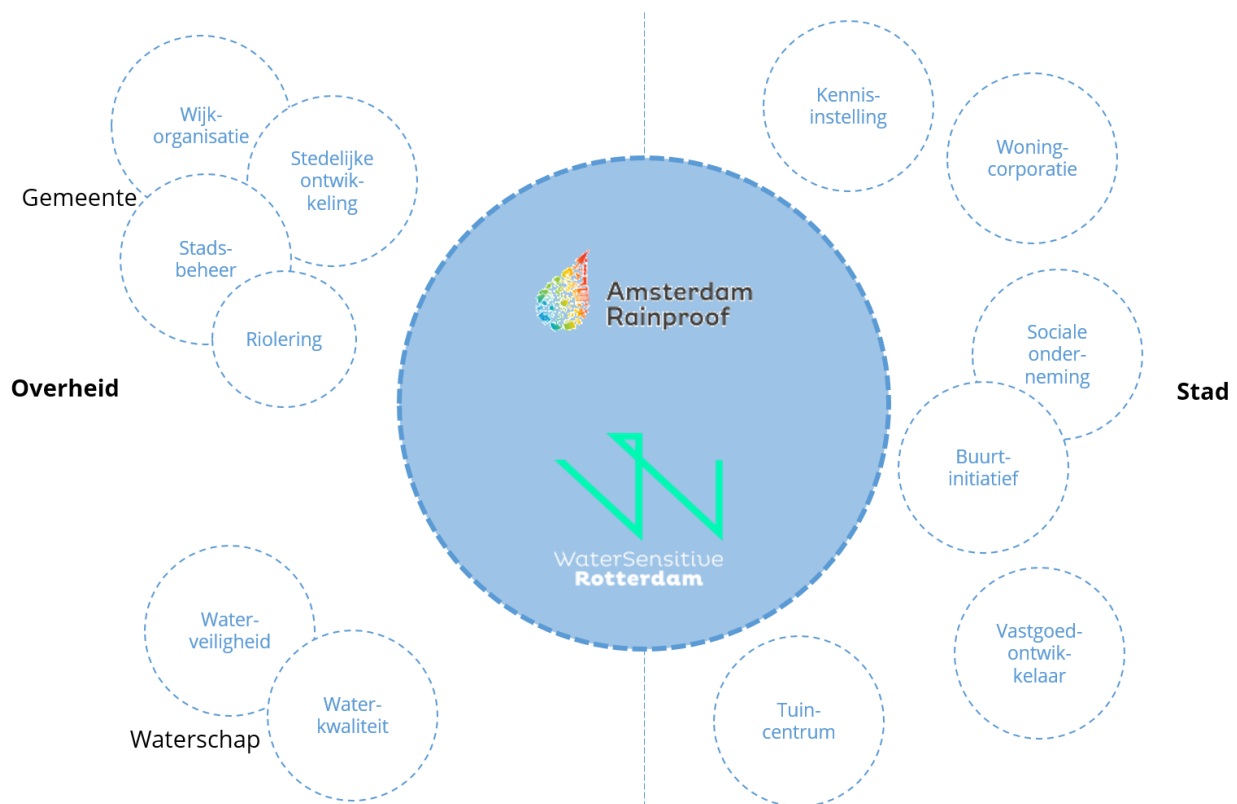 Wijk-
organisatie
Stedelijke
ontwik-
keling
Gemeente
Stads-
beheer
Riolering
Overheid
Water-
veiligheid
Water-
kwaliteit
Waterschap
Amsterdam
Rainproof
WaterSensitive
Rotterdam
Kennis-
instelling
Woning-
corporatie
Sociale
onder-
neming
Stad
Buurt-
initiatief
Vastgoed-
ontwik-
kelaar
Tuin-
centrum